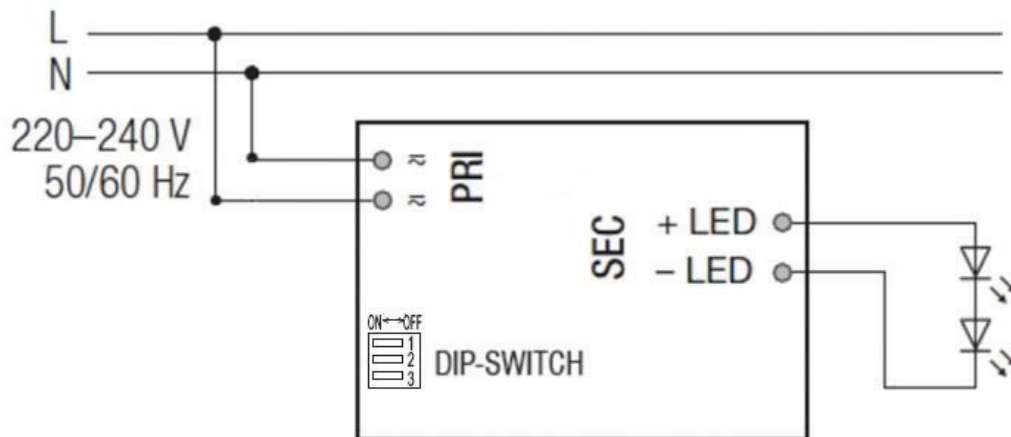 L
N
220–240 V
50/60 Hz
≈
≈
PRI
SEC
+ LED
– LED
ON↔OFF
1
2
3
DIP-SWITCH